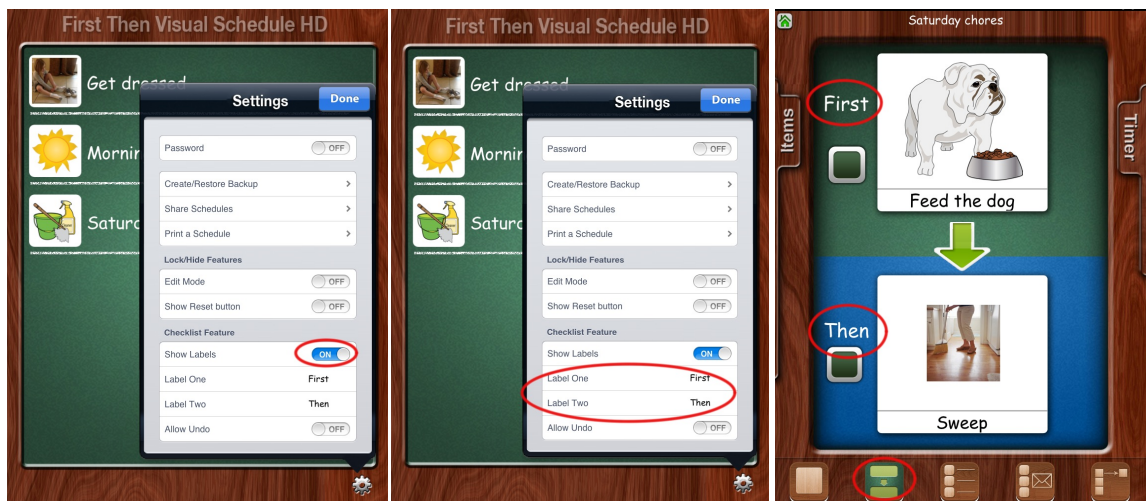 First Then Visual Schedule HD
Get dressed
Mornin
Saturd
Settings
Done
Password
OFF
Create/Restore Backup
Share Schedules
Print a Schedule
Lock/Hide Features
Edit Mode
OFF
Show Reset button
OFF
Checklist Feature
Show Labels
ON
Label One
First
Label Two
Then
Allow Undo
OFF
First Then Visual Schedule HD
Get dressed
Mornin
Saturd
Settings
Done
Password
OFF
Create/Restore Backup
Share Schedules
Print a Schedule
Lock/Hide Features
Edit Mode
OFF
Show Reset button
OFF
Checklist Feature
Show Labels
ON
Label One
First
Label Two
Then
Allow Undo
OFF
Saturday chores
Items
First
Feed the dog
Timer
Then
Sweep